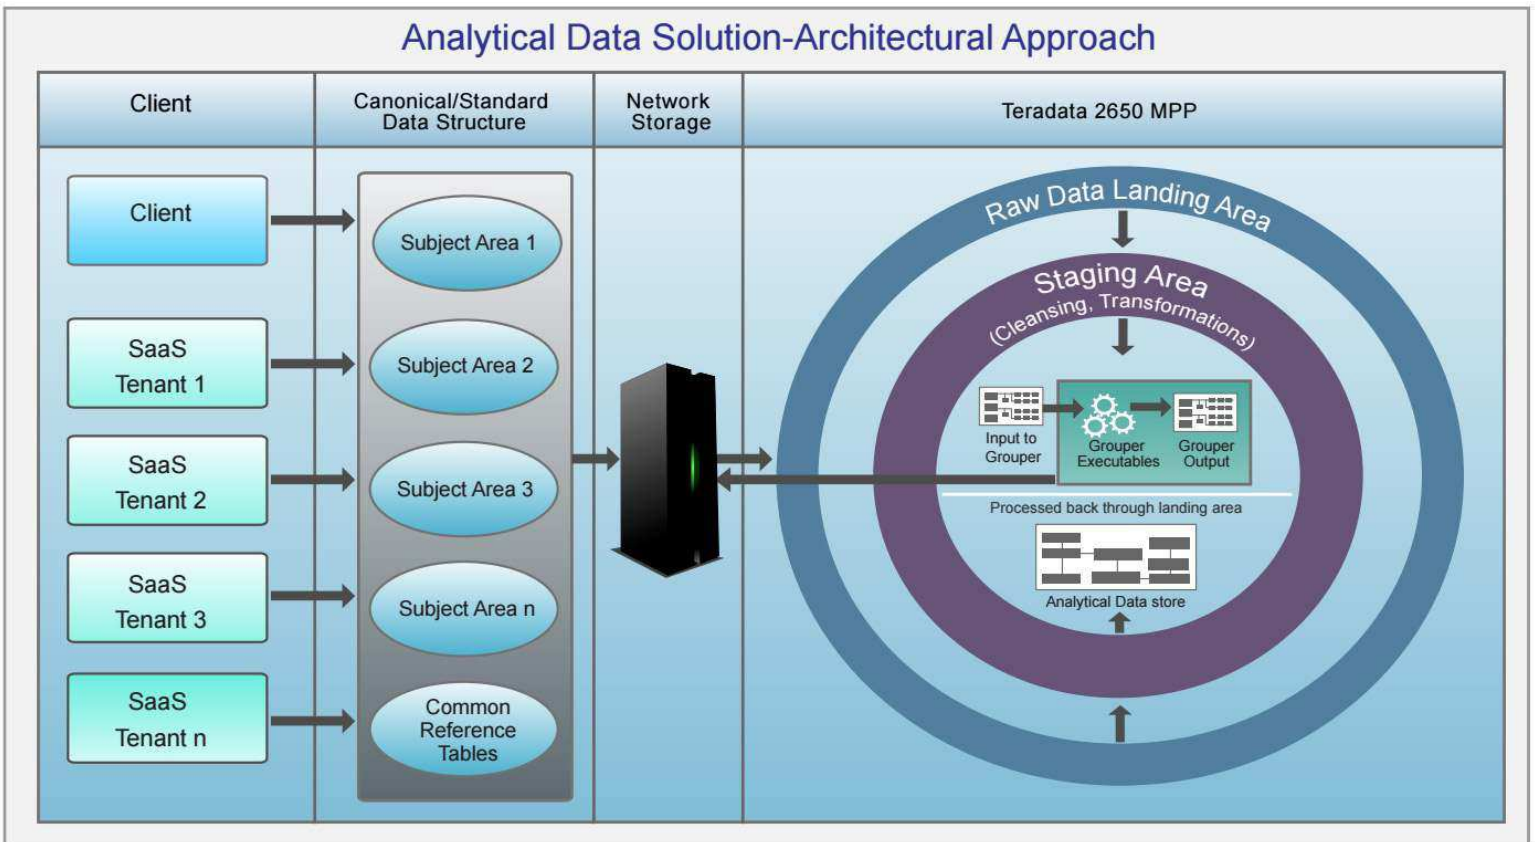 Analytical Data Solution-Architectural Approach
Client
Canonical/Standard
Data Structure
Network
Storage
Teradata 2650 MPP
Client
SaaS
Tenant 1
SaaS
Tenant 2
SaaS
Tenant 3
SaaS
Tenant n
Subject Area 1
Subject Area 2
Subject Area 3
Subject Area n
Common
Reference
Tables
Raw Data Landing Area
Staging Area
(Cleansing, Transformations)
Input to
Grouper
Grouper
Executables
Grouper
Output
Processed back through landing area
Analytical Data store